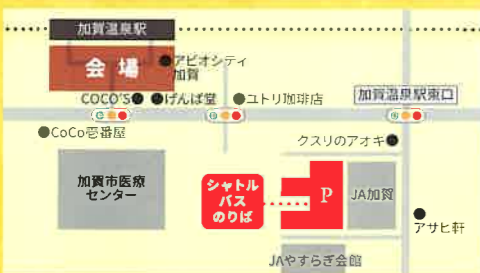 加賀温泉駅
会場
●アビオシティ
加賀
COCO'S●
●げんば堂
●ユトリ珈琲店
加賀温泉駅東口
●CoCo壱番屋
クスリのアオキ●
加賀市医療
センター
シャトル
バス
のりば
P
JA加賀
●
アサヒ軒
JAやすらぎ会館